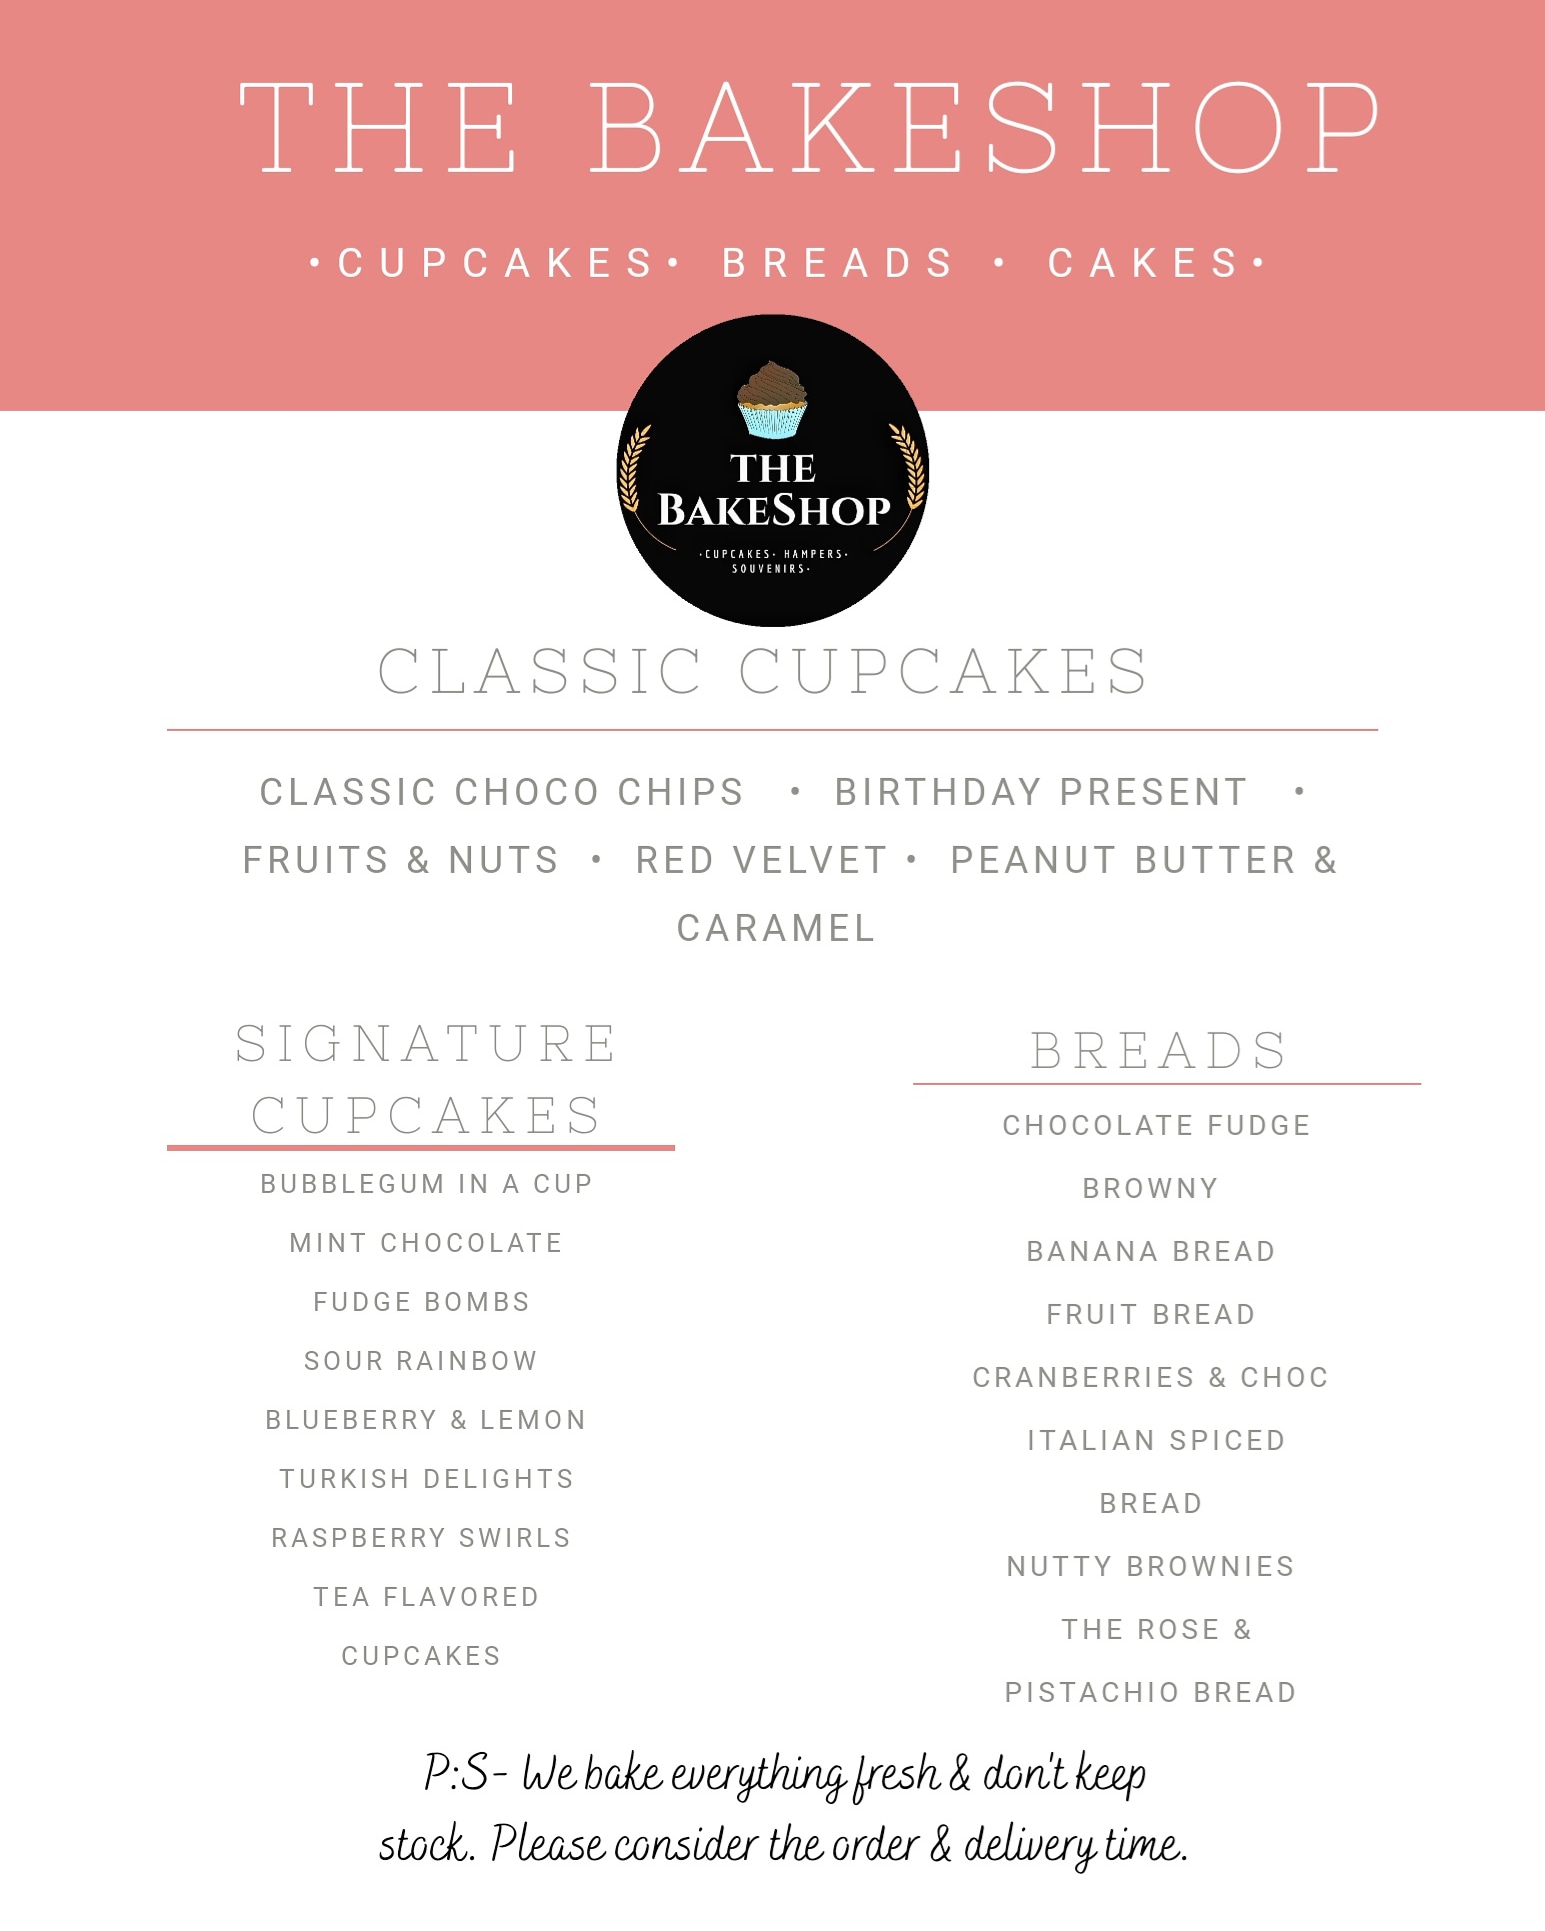 THE BAKESHOP
•CUPCAKES• BREADS • CAKES•
THE
BAKESHOP
•CUPCAKES• HAMPERS•
SOUVENIRS•
CLASSIC CUPCAKES
CLASSIC CHOCO CHIPS • BIRTHDAY PRESENT •
FRUITS & NUTS • RED VELVET • PEANUT BUTTER &
CARAMEL
SIGNATURE
CUPCAKES
BUBBLEGUM IN A CUP
MINT CHOCOLATE
FUDGE BOMBS
SOUR RAINBOW
BLUEBERRY & LEMON
TURKISH DELIGHTS
RASPBERRY SWIRLS
TEA FLAVORED
CUPCAKES
BREADS
CHOCOLATE FUDGE
BROWNY
BANANA BREAD
FRUIT BREAD
CRANBERRIES & CHOC
ITALIAN SPICED
BREAD
NUTTY BROWNIES
THE ROSE &
PISTACHIO BREAD
P:S- We bake everything fresh & don't keep
stock. Please consider the order & delivery time.